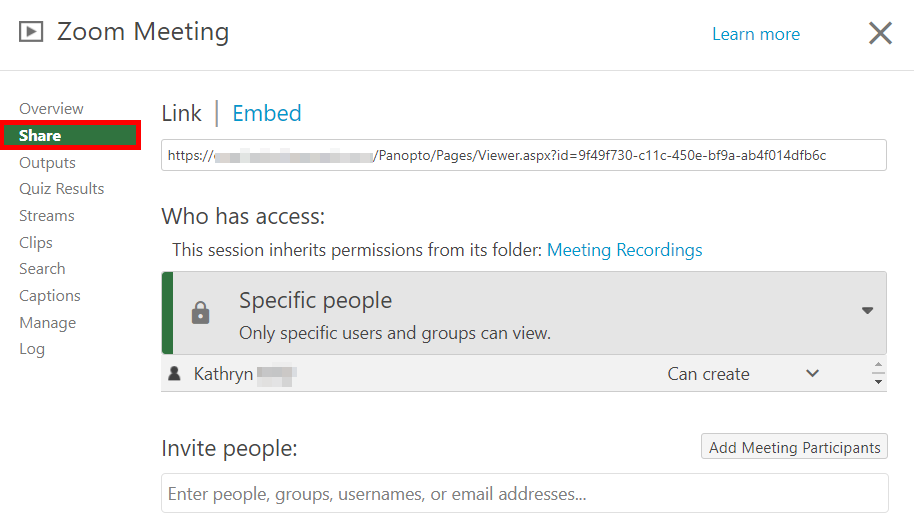 Zoom Meeting
Learn more
Overview
Share
Outputs
Quiz Results
Streams
Clips
Search
Captions
Manage
Log
Link | Embed
https:// /Panopto/Pages/Viewer.aspx?id=9f49f730-c11c-450e-bf9a-ab4f014dfb6c
Who has access:
This session inherits permissions from its folder: Meeting Recordings
Specific people
Only specific users and groups can view.
Kathryn
Can create
Invite people:
Add Meeting Participants
Enter people, groups, usernames, or email addresses...